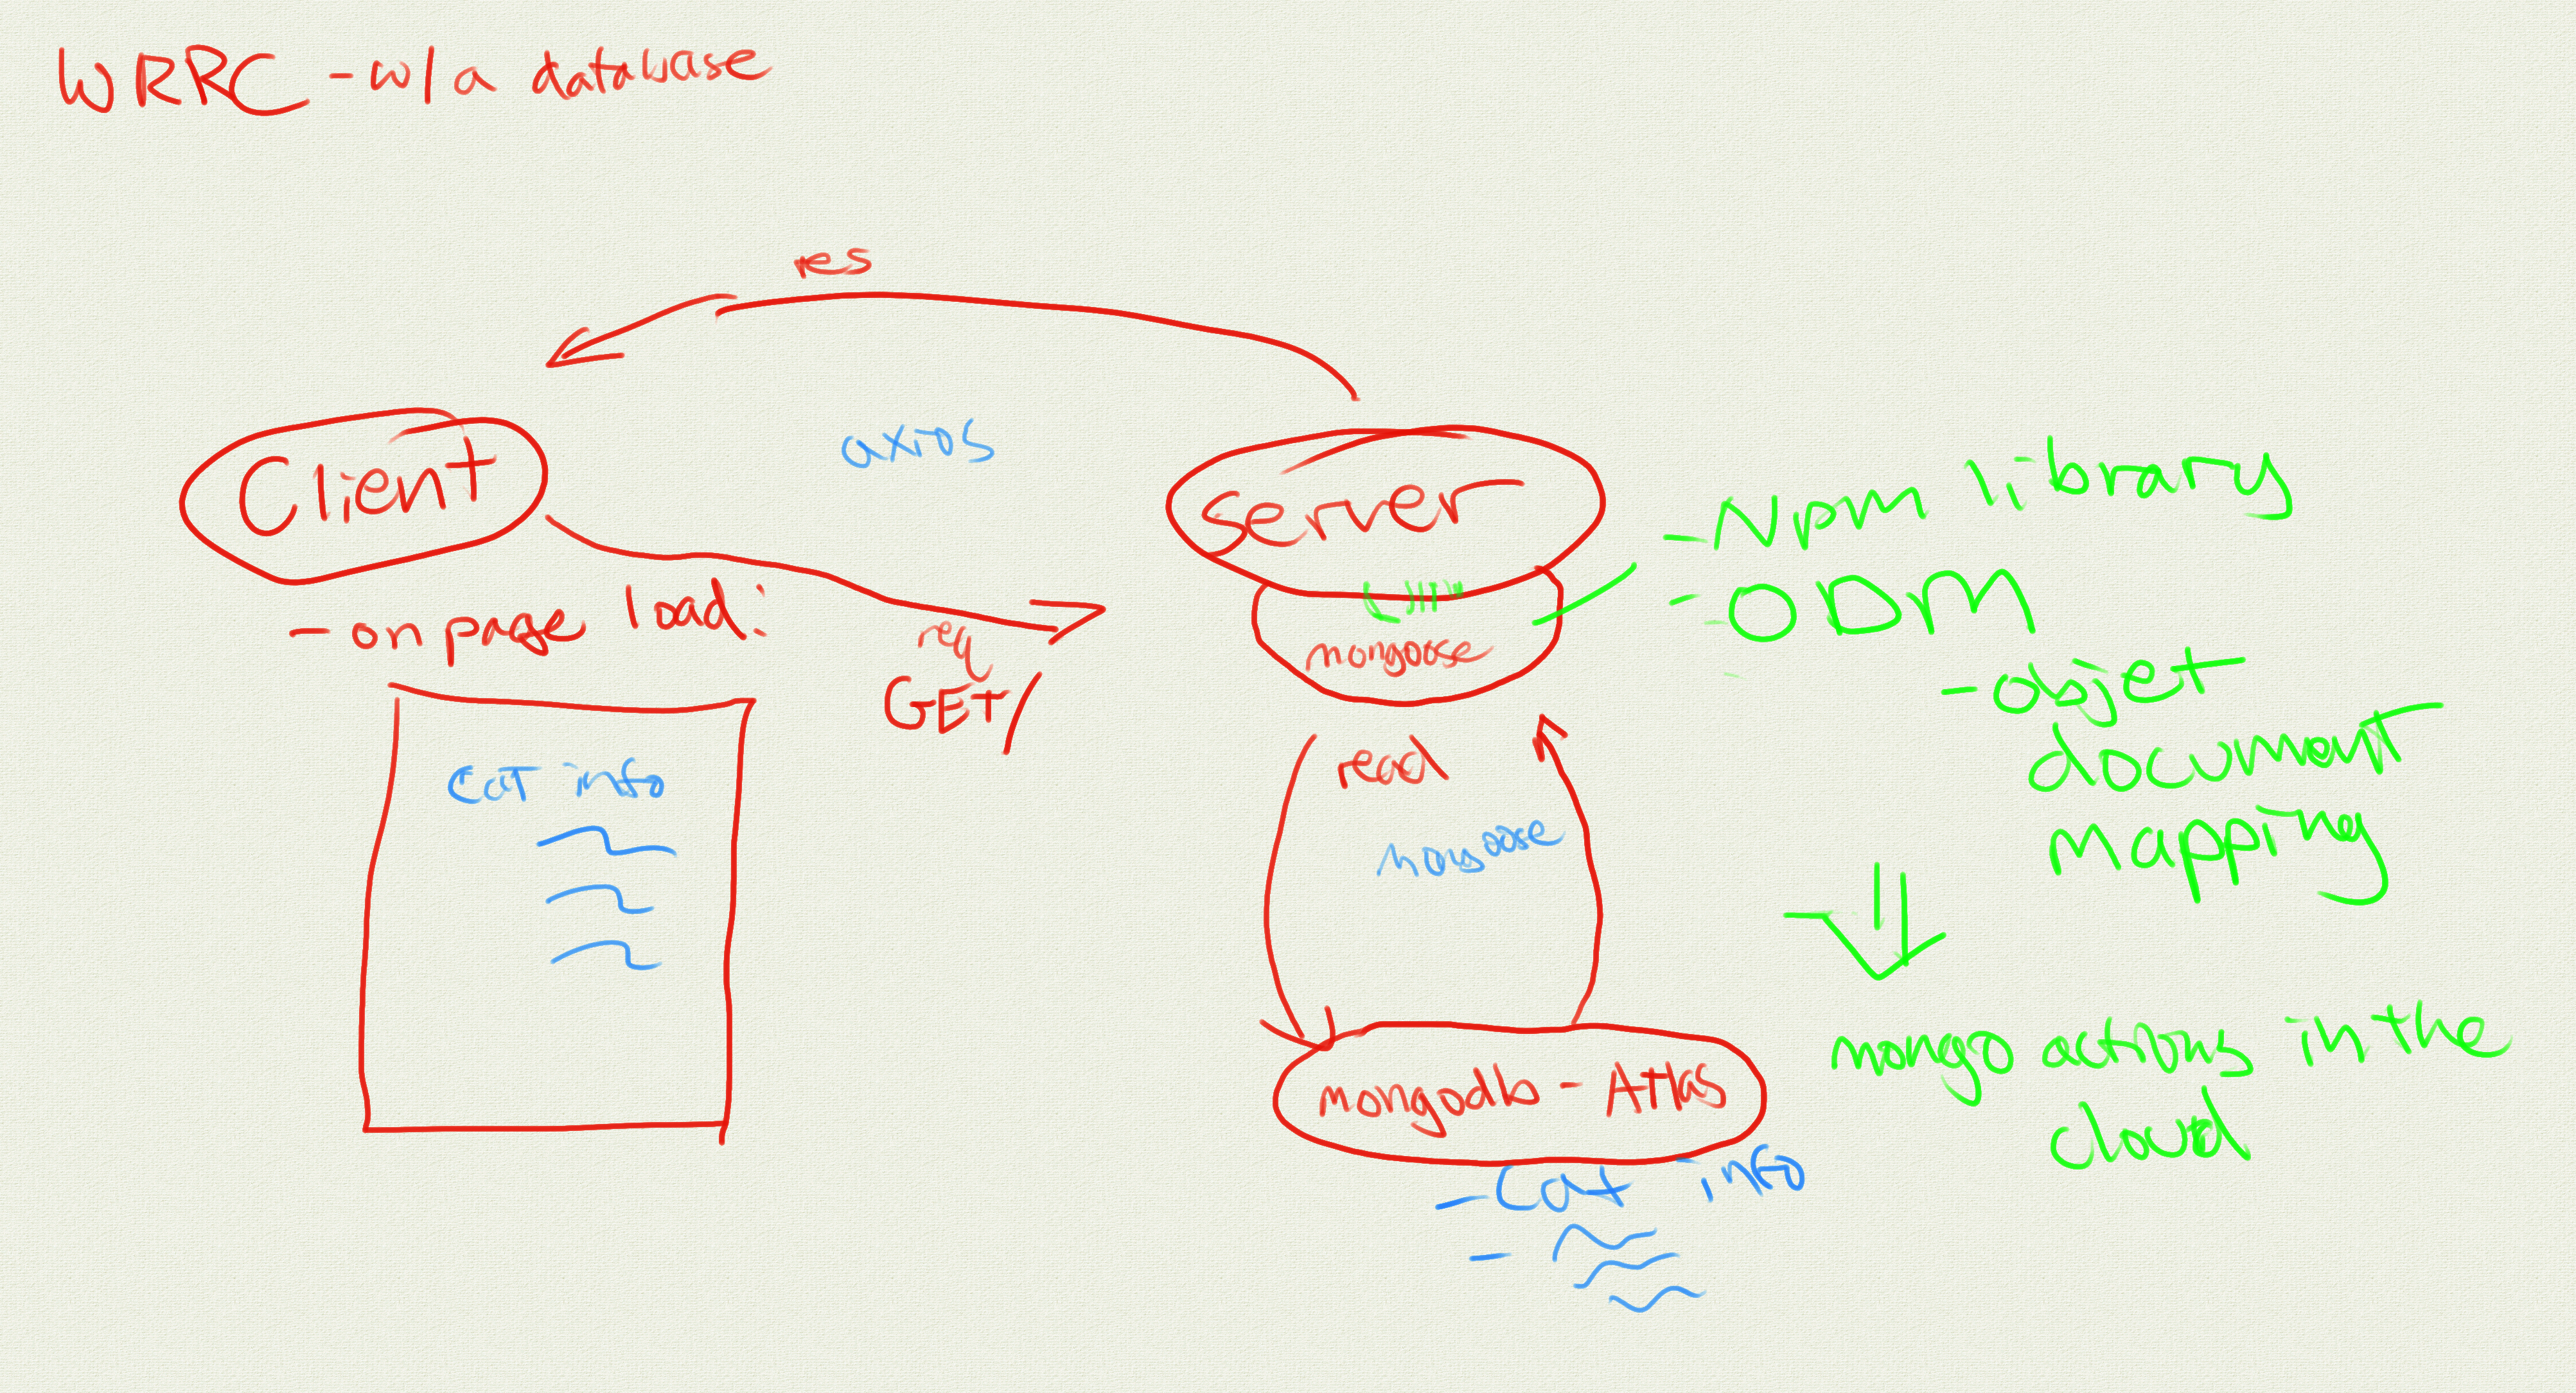 WRRC - w/ a database
res
axios
Client
Server
- on page load:
req
GET /
mongoose
- Npm library
- ODM
- objet
document
mapping
cat info
read
mongoose
mongodb - Atlas
- Cat info
-
mongo actions in the
cloud